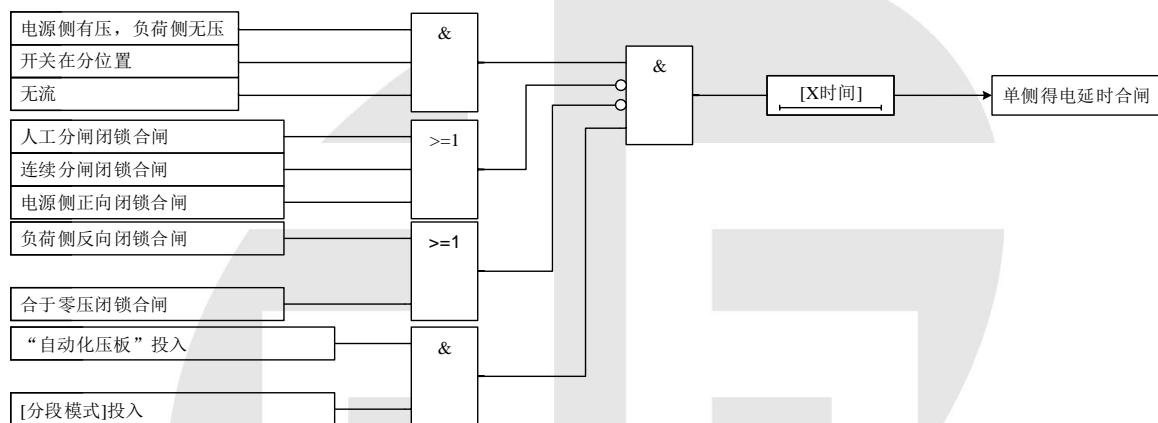 电源侧有压，负荷侧无压
开关在分位置
无流
&
人工分闸闭锁合闸
连续分闸闭锁合闸
电源侧正向闭锁合闸
>=1
负荷侧反向闭锁合闸
合于零压闭锁合闸
>=1
“自动化压板”投入
[分段模式]投入
&
&
[X时间]
单侧得电延时合闸